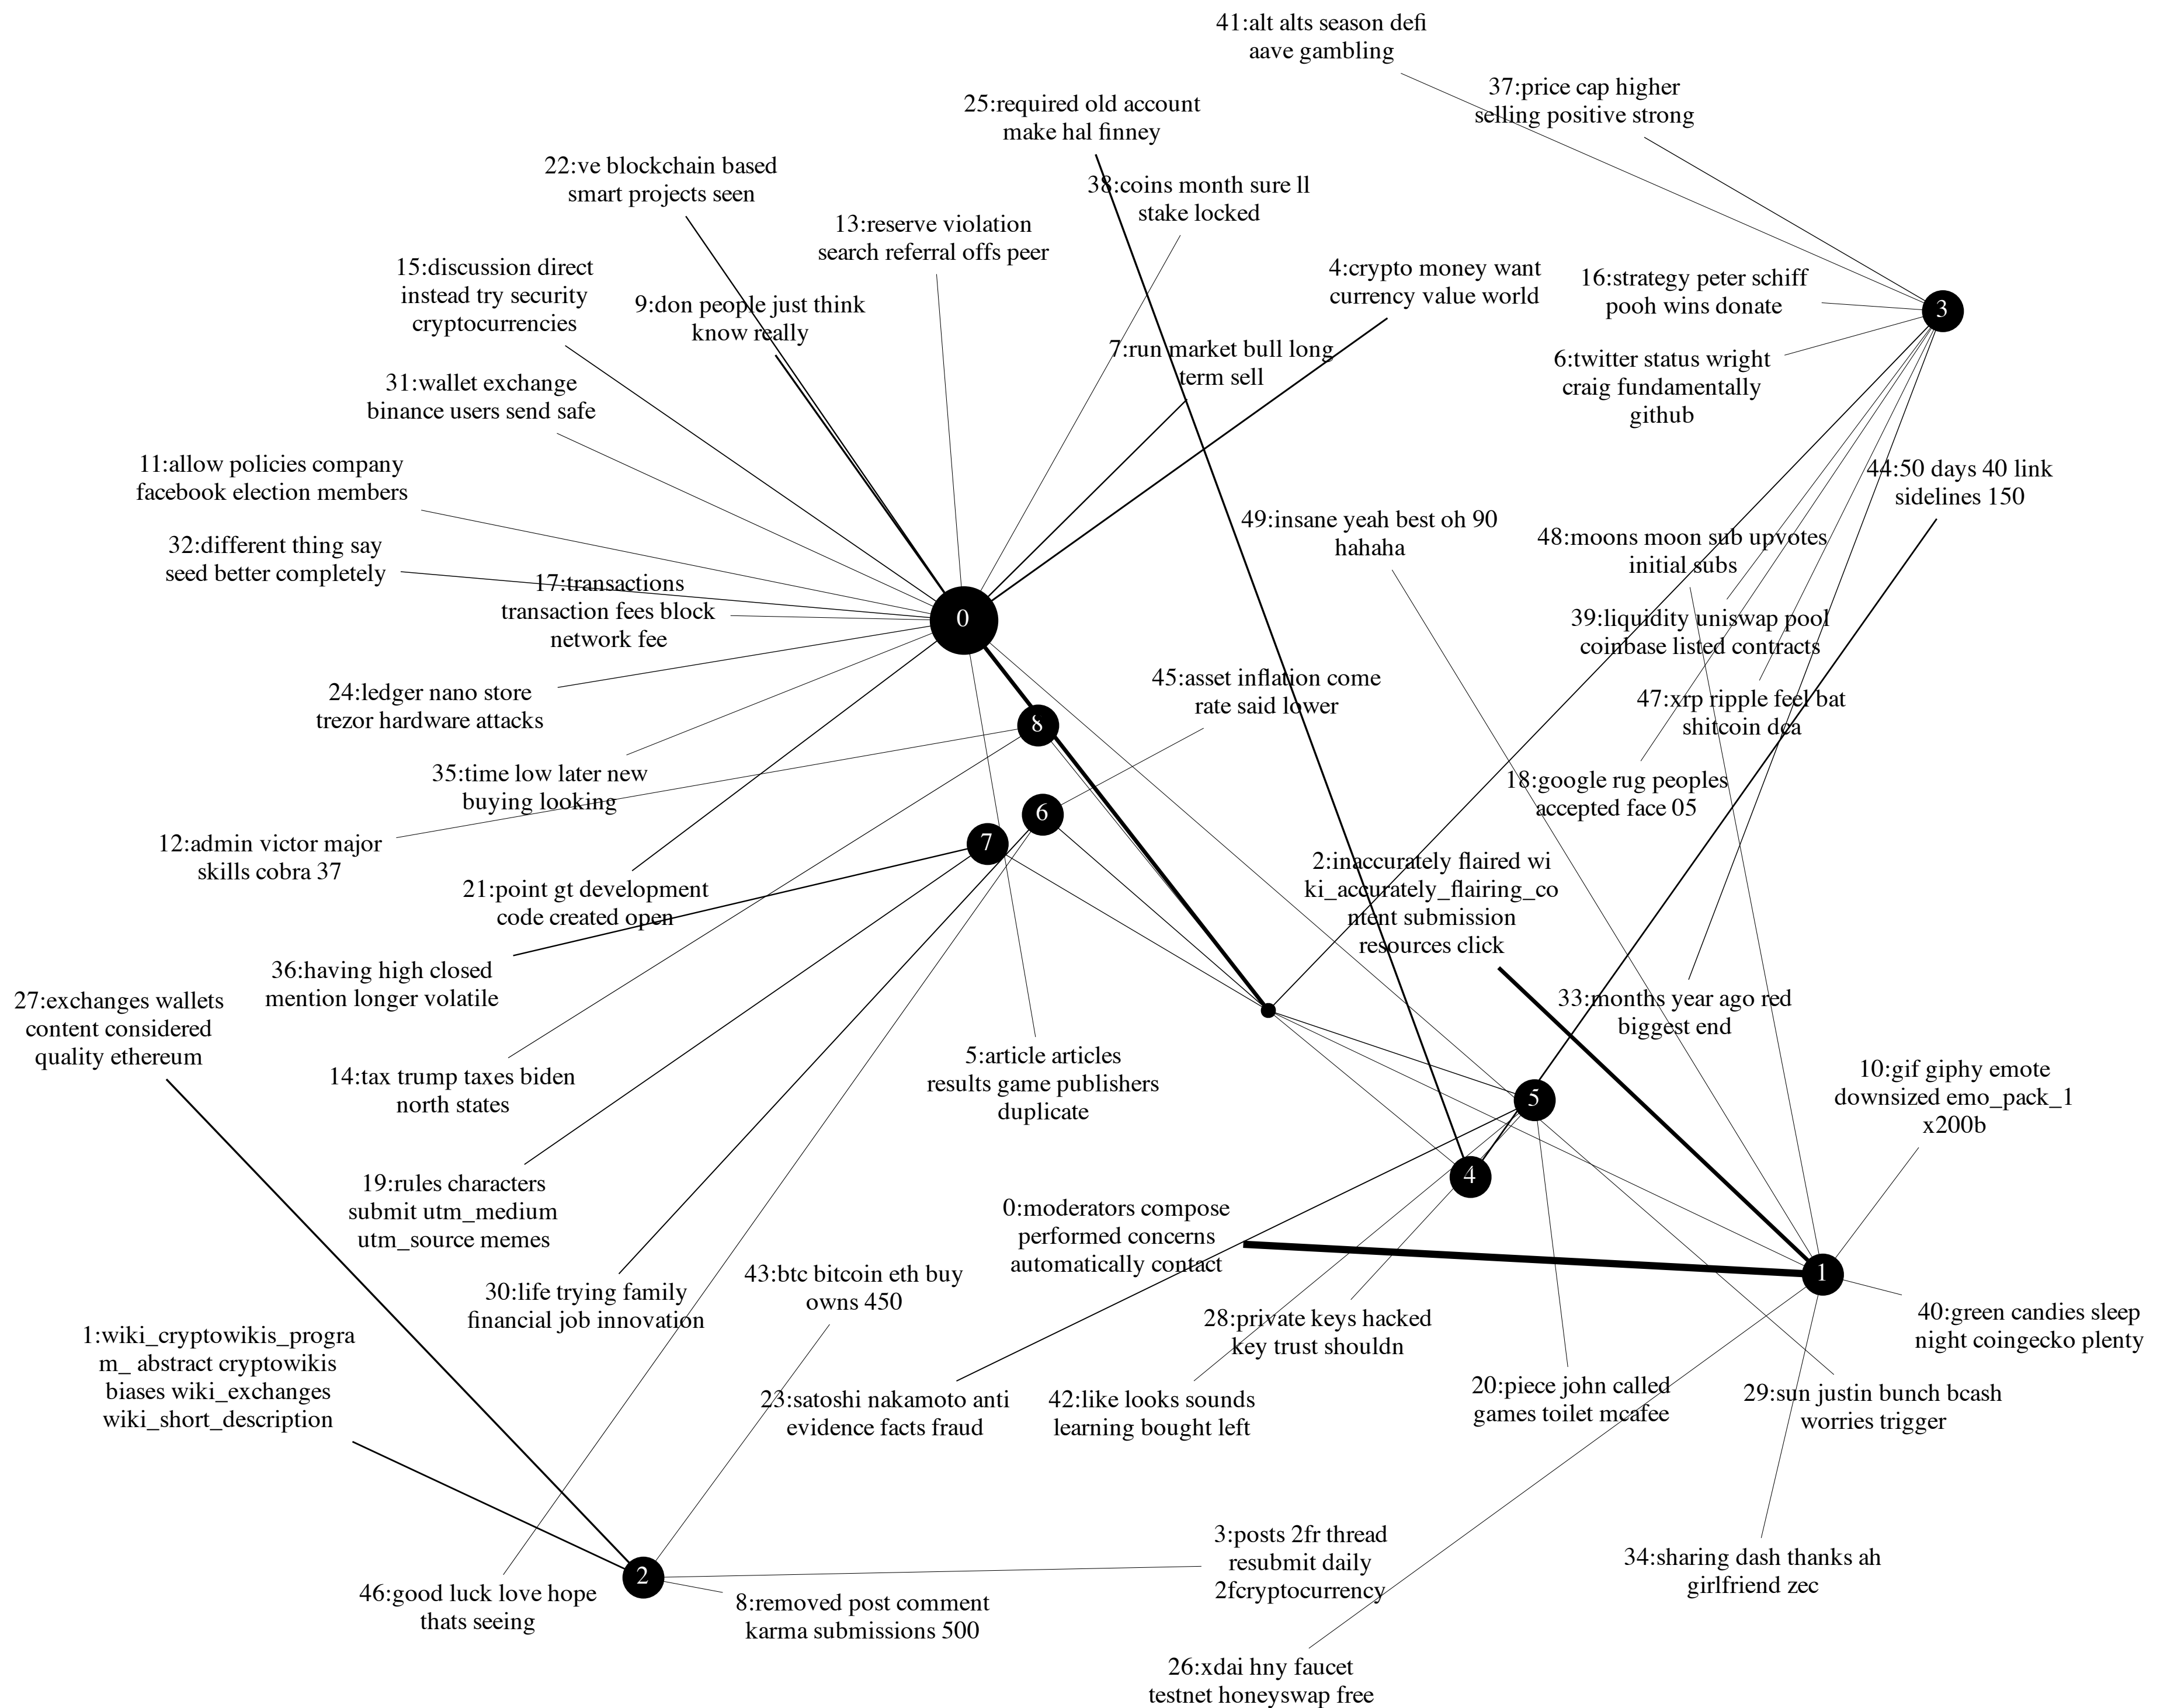 41:alt alts season defi
aave gambling
37:price cap higher
selling positive strong
25:required old account
make hal finney
22:ve blockchain based
smart projects seen
38:coins month sure ll
stake locked
13:reserve violation
search referral offs peer
15:discussion direct
instead try security
cryptocurrencies
9:don people just think
know really
4:crypto money want
currency value world
16:strategy peter schiff
pooh wins donate
3
7:run market bull long
term sell
6:twitter status wright
craig fundamentally
github
31:wallet exchange
binance users send safe
11:allow policies company
facebook election members
44:50 days 40 link
sidelines 150
49:insane yeah best oh 90
hahaha
48:moons moon sub upvotes
initial subs
32:different thing say
seed better completely
17:transactions
transaction fees block
network fee
0
39:liquidity uniswap pool
coinbase listed contracts
45:asset inflation come
rate said lower
24:ledger nano store
trezor hardware attacks
47:xrp ripple feel bat
shitcoin dca
8
35:time low later new
buying looking
18:google rug peoples
accepted face 05
6
7
12:admin victor major
skills cobra 37
21:point gt development
code created open
2:inaccurately flaired wi
ki_accurately_flairing_co
ntent submission
resources click
36:having high closed
mention longer volatile
27:exchanges wallets
content considered
quality ethereum
33:months year ago red
biggest end
5:article articles
results game publishers
duplicate
14:tax trump taxes biden
north states
10:gif giphy emote
downsized emo_pack_1
x200b
5
4
19:rules characters
submit utm_medium
utm_source memes
0:moderators compose
performed concerns
automatically contact
1
30:life trying family
financial job innovation
43:btc bitcoin eth buy
owns 450
28:private keys hacked
key trust shouldn
40:green candies sleep
night coingecko plenty
1:wiki_cryptowikis_progra
m_ abstract cryptowikis
biases wiki_exchanges
wiki_short_description
23:satoshi nakamoto anti
evidence facts fraud
42:like looks sounds
learning bought left
20:piece john called
games toilet mcafee
29:sun justin bunch bcash
worries trigger
3:posts 2fr thread
resubmit daily
2fcryptocurrency
34:sharing dash thanks ah
girlfriend zec
2
46:good luck love hope
thats seeing
8:removed post comment
karma submissions 500
26:xdai hny faucet
testnet honeyswap free